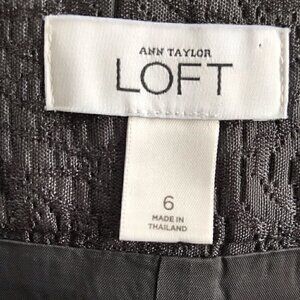 ANN TAYLOR
LOFT
6
MADE IN
THAILAND